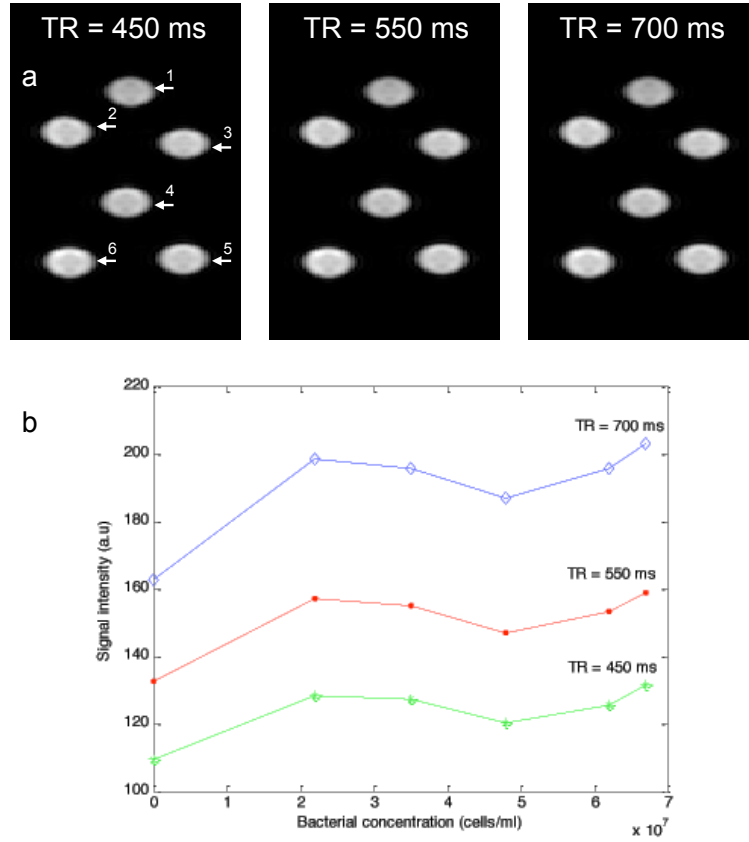 TR = 450 ms
TR = 550 ms
TR = 700 ms
a
1
2
3
4
6
5
b
220
200
180
160
140
120
100
TR = 700 ms
TR = 550 ms
TR = 450 ms
Signal intensity (a.u)
0 1 2 3 4 5 6 7
Bacterial concentration (cells/ml)
x 10⁷